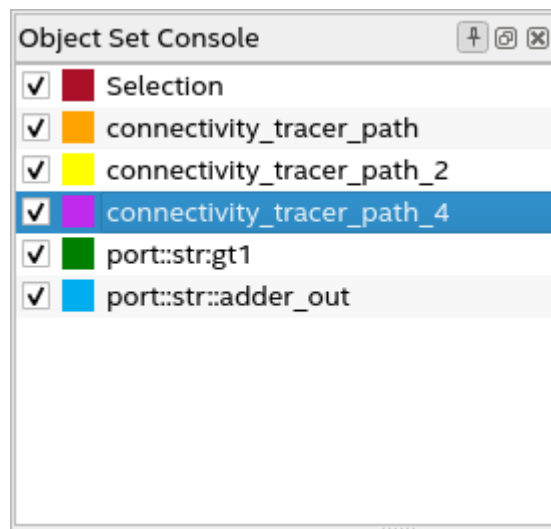 Object Set Console
Selection
connectivity_tracer_path
connectivity_tracer_path_2
connectivity_tracer_path_4
port::str:gt1
port::str::adder_out